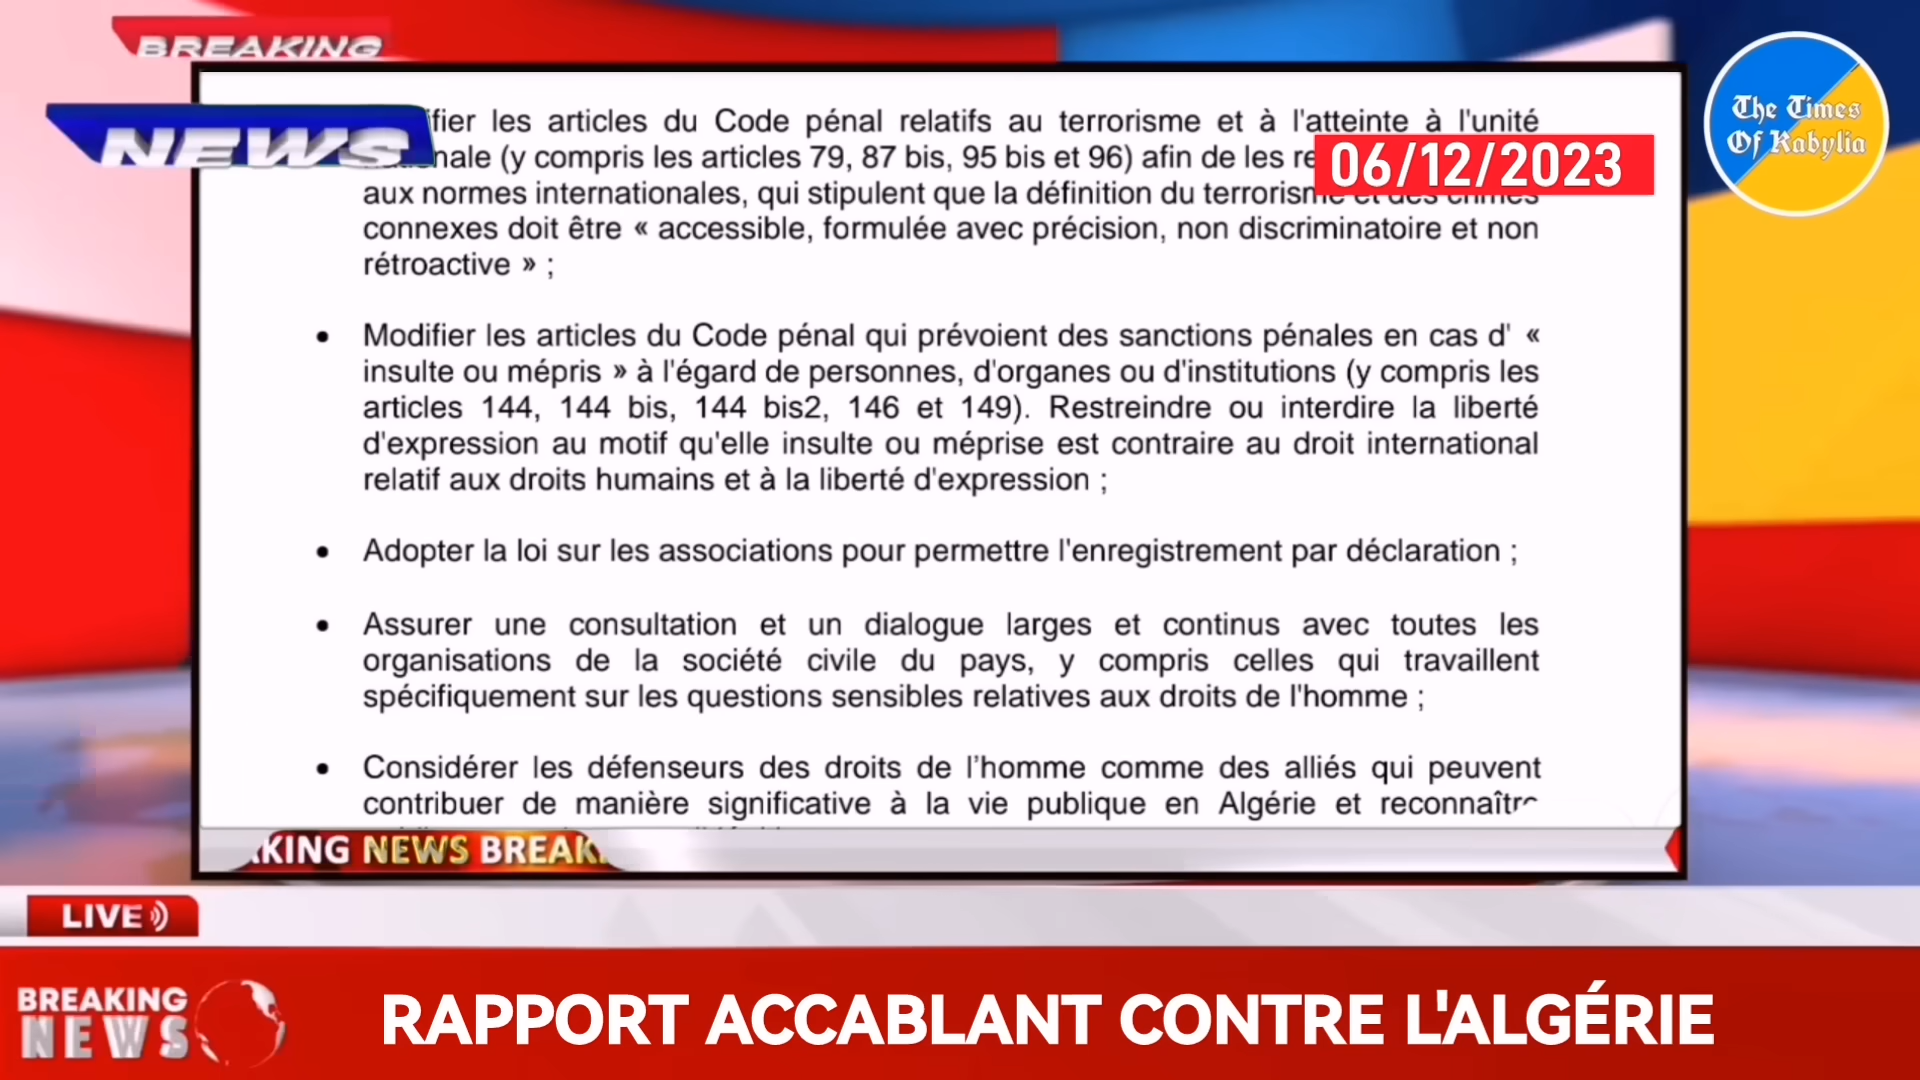 BREAKING
NEWS
fier les articles du Code pénal relatifs au terrorisme et à l'atteinte à l'unité
nale (y compris les articles 79, 87 bis, 95 bis et 96) afin de les
06/12/2023
The Times
Of Kabylia
aux normes internationales, qui stipulent que la définition du terrorisme et des crimes
connexes doit être « accessible, formulée avec précision, non discriminatoire et non
rétroactive » ;
• Modifier les articles du Code pénal qui prévoient des sanctions pénales en cas d' «
insulte ou mépris » à l'égard de personnes, d'organes ou d'institutions (y compris les
articles 144, 144 bis, 144 bis2, 146 et 149). Restreindre ou interdire la liberté
d'expression au motif qu'elle insulte ou méprise est contraire au droit international
relatif aux droits humains et à la liberté d'expression ;
• Adopter la loi sur les associations pour permettre l'enregistrement par déclaration ;
• Assurer une consultation et un dialogue larges et continus avec toutes les
organisations de la société civile du pays, y compris celles qui travaillent
spécifiquement sur les questions sensibles relatives aux droits de l'homme ;
• Considérer les défenseurs des droits de l’homme comme des alliés qui peuvent
contribuer de manière significative à la vie publique en Algérie et reconnaître
KING NEWS BREAK
LIVE
BREAKING
NEWS
RAPPORT ACCABLANT CONTRE L'ALGÉRIE